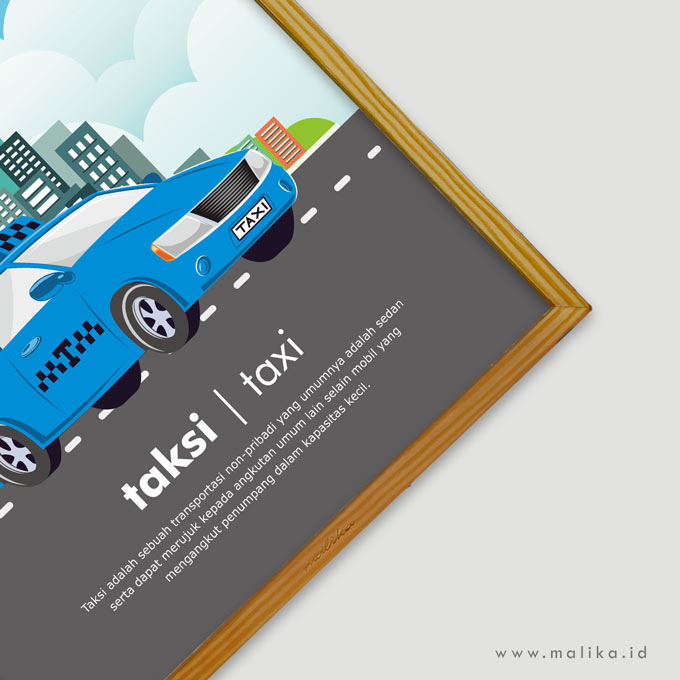 TAXI
T
taksi | taxi
Taksi adalah sebuah transportasi non-pribadi yang umumnya adalah sedan
serta dapat merujuk kepada angkutan umum lain selain mobil yang
mengangkut penumpang dalam kapasitas kecil.
malika
www.malika.id